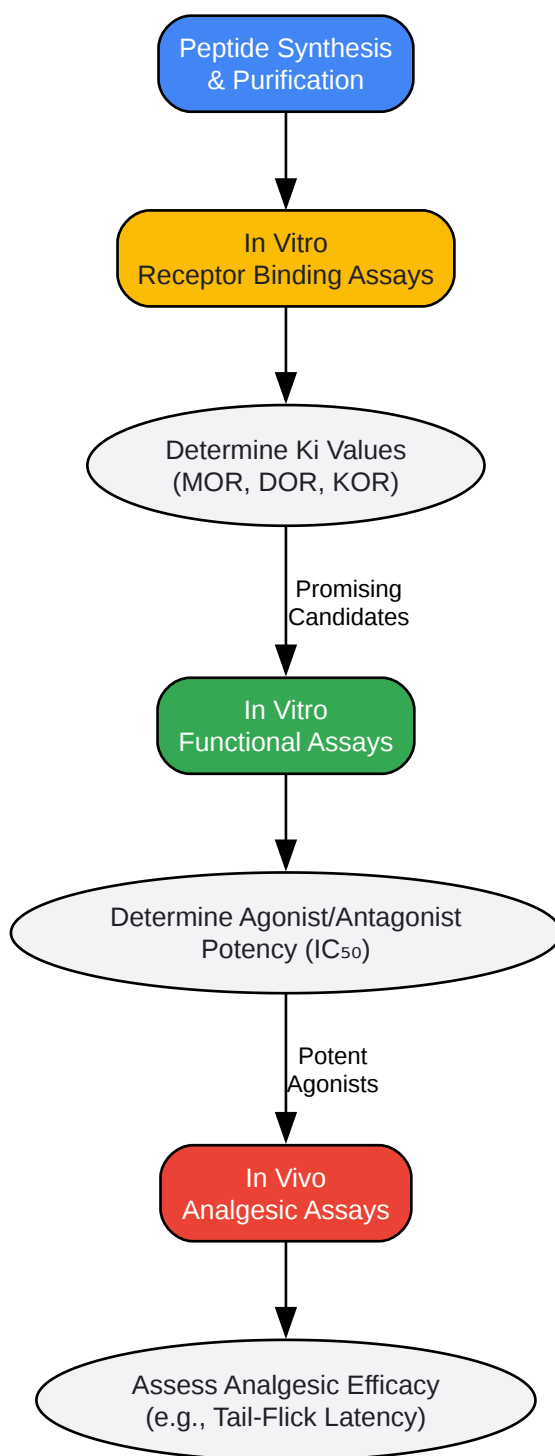 Peptide Synthesis
& Purification
In Vitro
Receptor Binding Assays
Determine Ki Values
(MOR, DOR, KOR)
Promising
Candidates
In Vitro
Functional Assays
Determine Agonist/Antagonist
Potency (IC₅₀)
Potent
Agonists
In Vivo
Analgesic Assays
Assess Analgesic Efficacy
(e.g., Tail-Flick Latency)